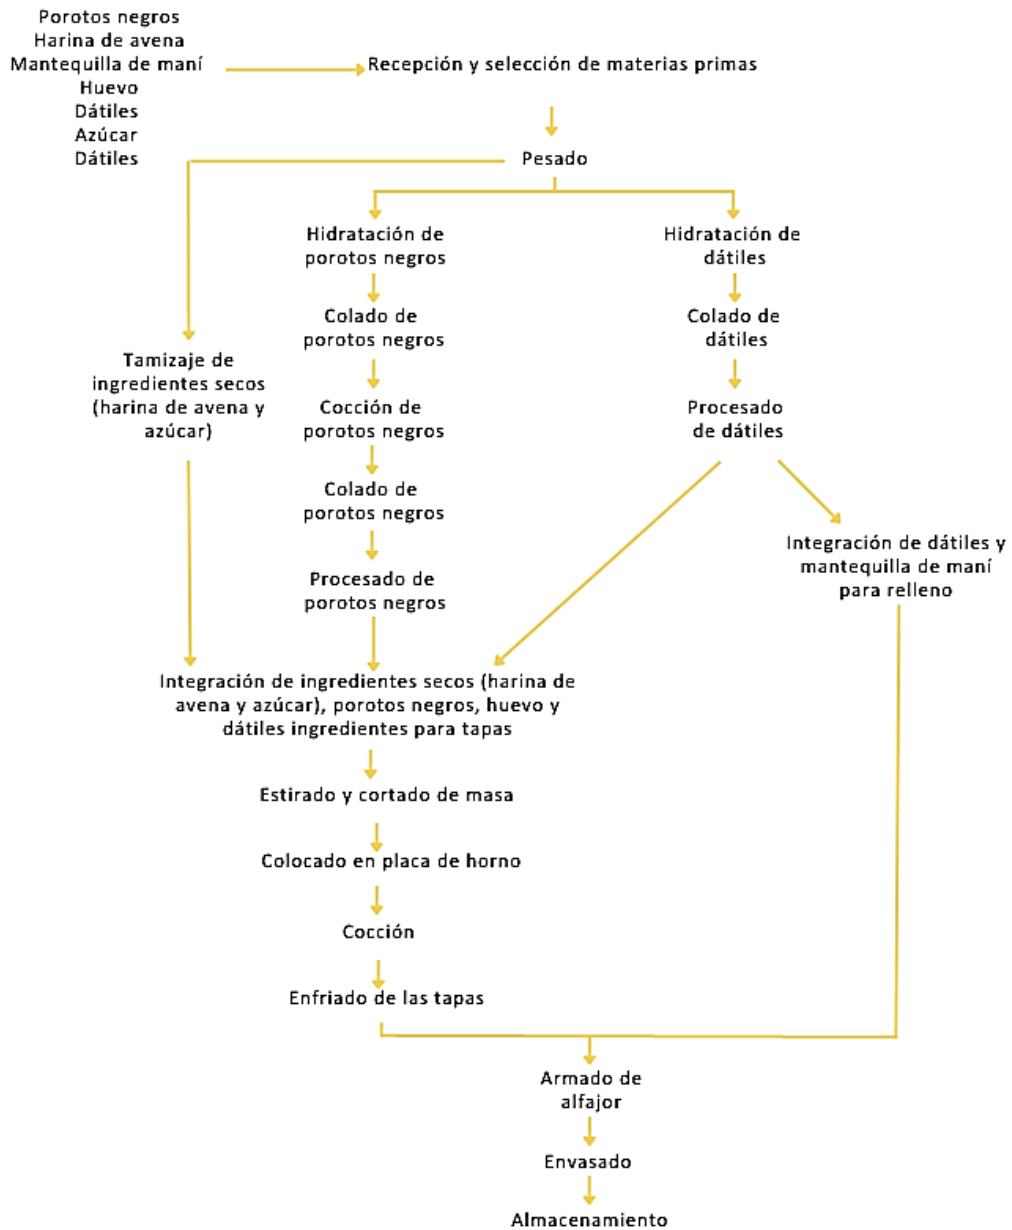 Porotos negros
Harina de avena
Mantequilla de maní
Huevo
Dátiles
Azúcar
Dátiles
Recepción y selección de materias primas
Pesado
Hidratación de
porotos negros
Hidratación de
dátiles
Colado de
porotos negros
Colado de
dátiles
Tamizaje de
ingredientes secos
(harina de avena y
azúcar)
Cocción de
porotos negros
Procesado
de dátiles
Colado de
porotos negros
Integración de dátiles y
mantequilla de maní
para relleno
Procesado de
porotos negros
Integración de ingredientes secos (harina de
avena y azúcar), porotos negros, huevo y
dátiles ingredientes para tapas
Estirado y cortado de masa
Colocado en placa de horno
Cocción
Enfriado de las tapas
Armado de
alfajor
Envasado
Almacenamiento